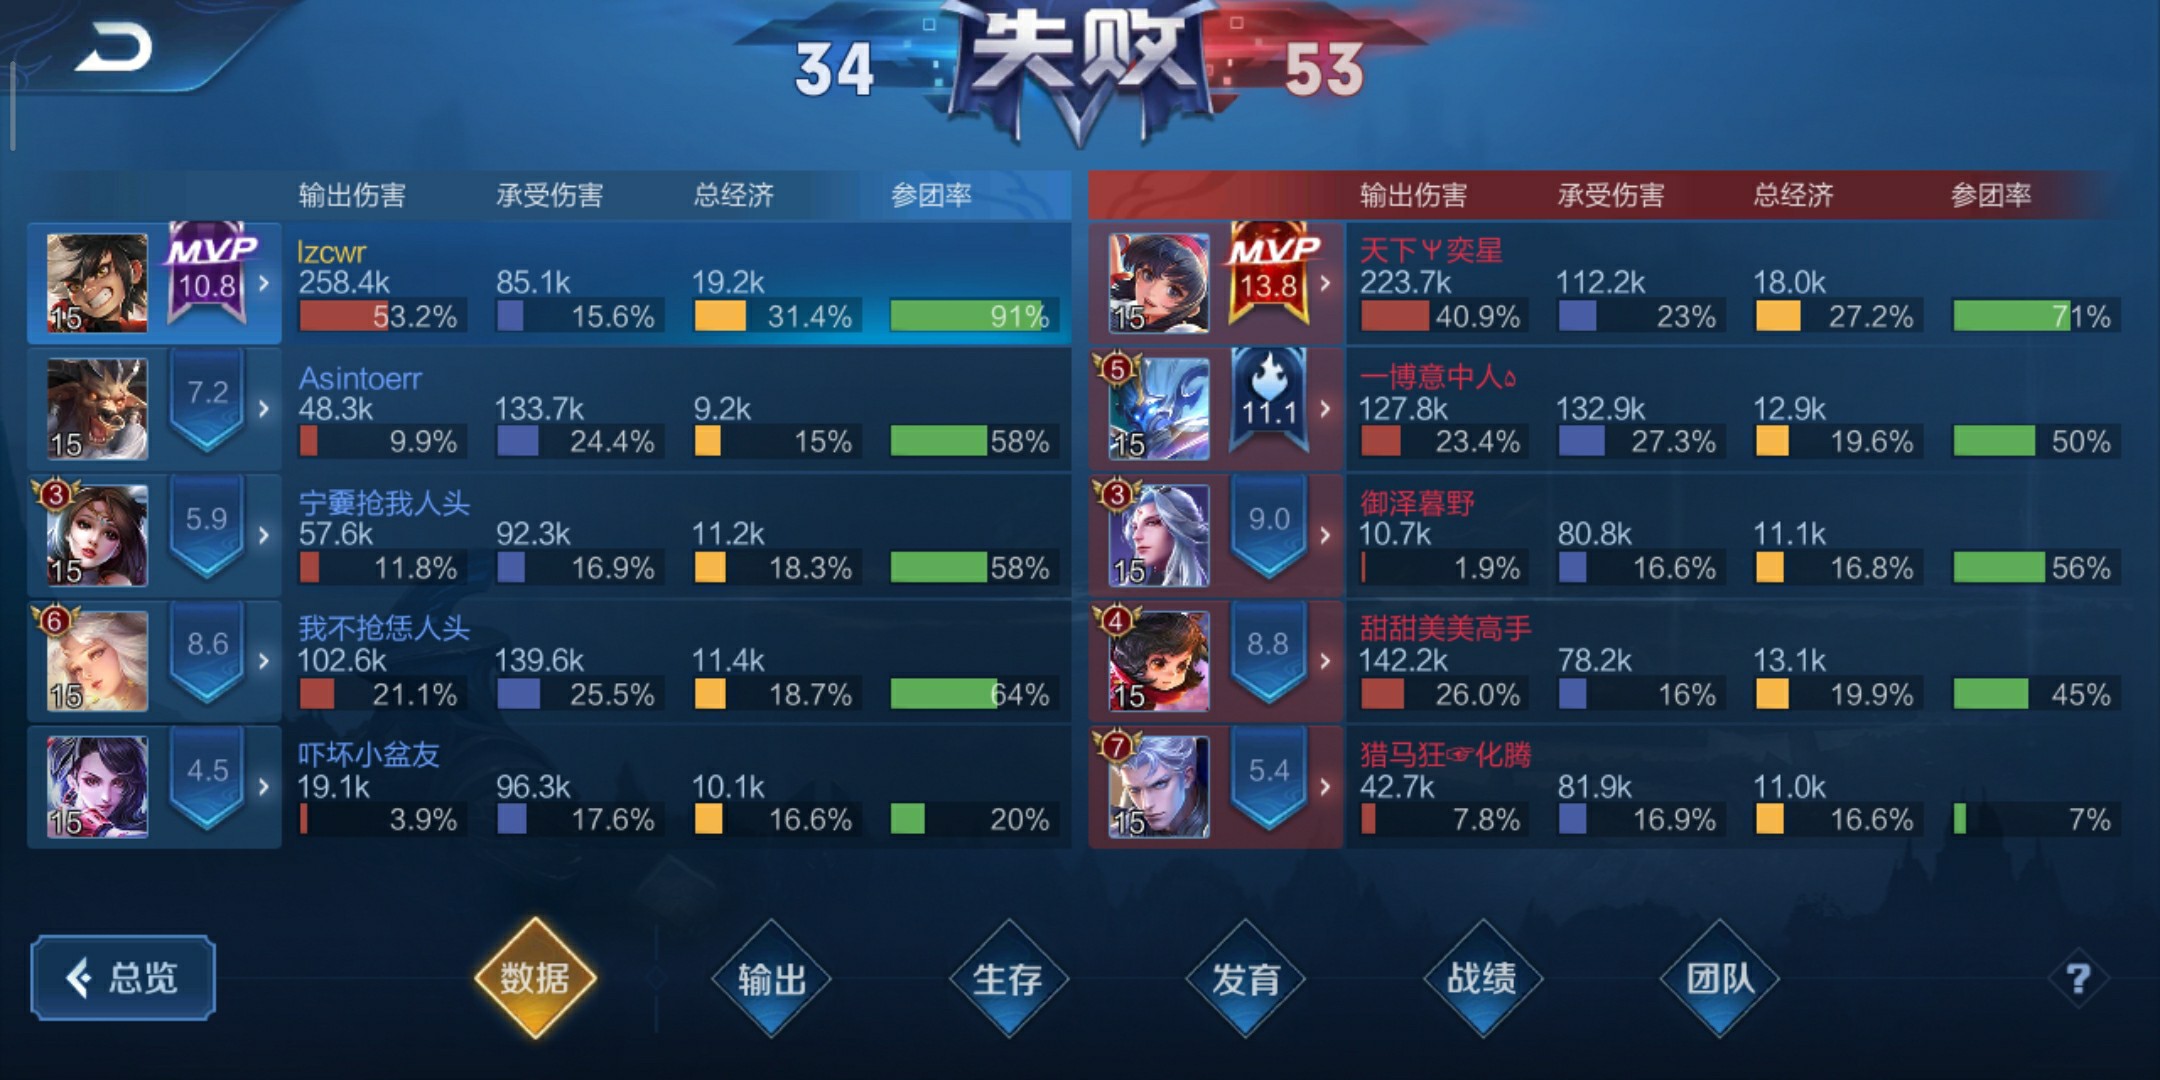 34 失败 53
输出伤害 承受伤害 总经济 参团率 输出伤害 承受伤害 总经济 参团率
15 MVP 10.8 lzcwr
258.4k 85.1k 19.2k
53.2% 15.6% 31.4% 91%
15 MVP 13.8 天下Ψ奕星
223.7k 112.2k 18.0k
40.9% 23% 27.2% 71%
15 7.2 Asintoerr
48.3k 133.7k 9.2k
9.9% 24.4% 15% 58%
5 15 11.1 一博意中人۵
127.8k 132.9k 12.9k
23.4% 27.3% 19.6% 50%
3 15 5.9 宁嚢抢我人头
57.6k 92.3k 11.2k
11.8% 16.9% 18.3% 58%
3 15 9.0 御泽暮野
10.7k 80.8k 11.1k
1.9% 16.6% 16.8% 56%
6 15 8.6 我不抢恁人头
102.6k 139.6k 11.4k
21.1% 25.5% 18.7% 64%
4 15 8.8 甜甜美美高手
142.2k 78.2k 13.1k
26.0% 16% 19.9% 45%
15 4.5 吓坏小盆友
19.1k 96.3k 10.1k
3.9% 17.6% 16.6% 20%
7 15 5.4 猎马狂☞化腾
42.7k 81.9k 11.0k
7.8% 16.9% 16.6% 7%
总览 数据 输出 生存 发育 战绩 团队 ?